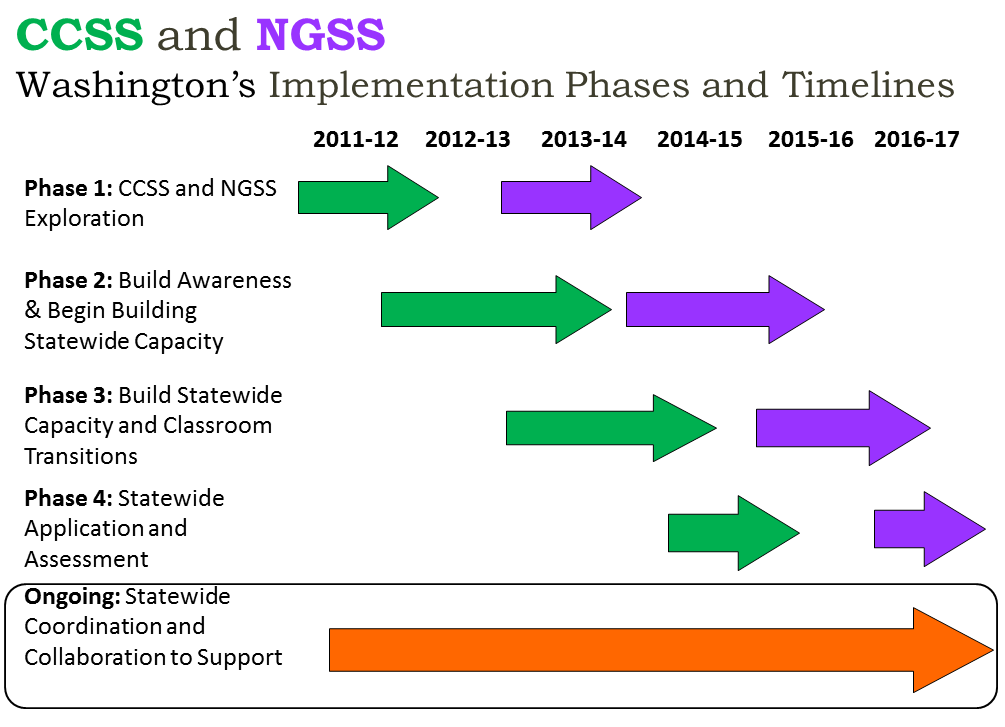 CCSS and NGSS
Washington’s Implementation Phases and Timelines
2011-12 2012-13 2013-14 2014-15 2015-16 2016-17
Phase 1: CCSS and NGSS
Exploration
Phase 2: Build Awareness
& Begin Building
Statewide Capacity
Phase 3: Build Statewide
Capacity and Classroom
Transitions
Phase 4: Statewide
Application and
Assessment
Ongoing: Statewide
Coordination and
Collaboration to Support